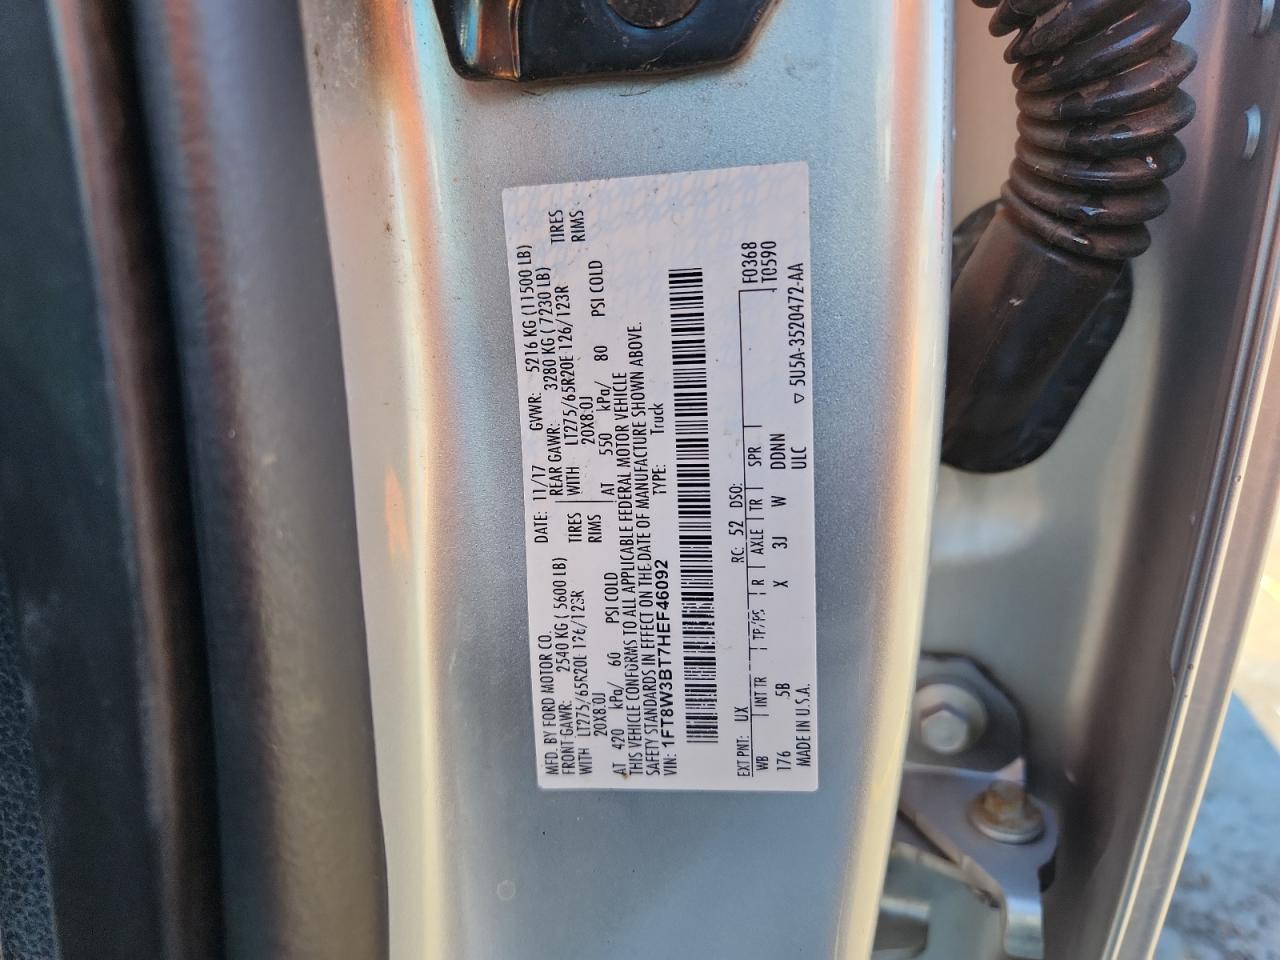 MFD. BY FORD MOTOR CO. DATE: 11/17 GVWR: 5216 KG (11500 LB)
FRONT GAWR: 2540 KG ( 5600 LB) REAR GAWR: 3280 KG ( 7230 LB)
WITH LT275/65R20E 126/123R TIRES WITH LT275/65R20E 126/123R TIRES
20X8.0J RIMS 20X8.0J RIMS
AT 420 kPa/ 60 PSI COLD AT 550 kPa/ 80 PSI COLD
THIS VEHICLE CONFORMS TO ALL APPLICABLE FEDERAL MOTOR VEHICLE
SAFETY STANDARDS IN EFFECT ON THE DATE OF MANUFACTURE SHOWN ABOVE.
VIN: 1FT8W3BT7HEF46092 TYPE: Truck
EXT PNT: UX RC: 52 DSO: F0368
WB INT TR TP/PS R AXLE TR SPR T0590
176 5B X 3J W DDNN
MADE IN U.S.A. ULC ▽ 5U5A-3520472-AA